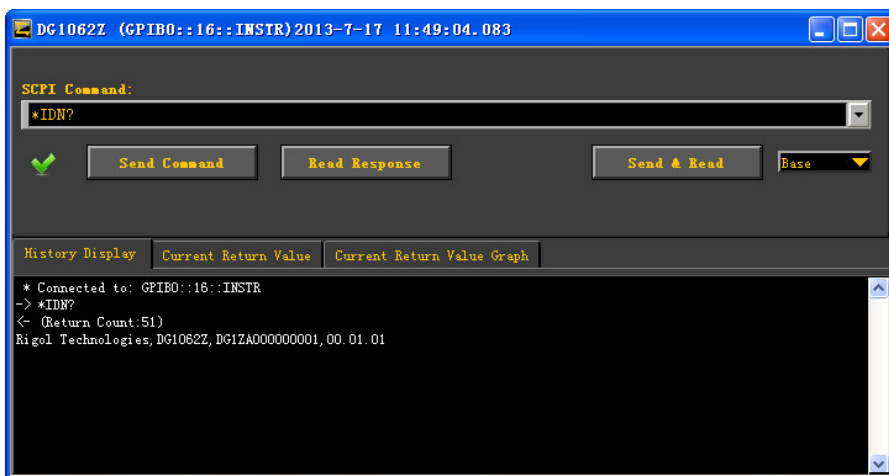 DG1062Z (GPIB0::16::INSTR)2013-7-17 11:49:04.083
SCPI Command:
*IDN?
Send Command Read Response Send & Read Base
History Display Current Return Value Current Return Value Graph
* Connected to: GPIB0::16::INSTR
-> *IDN?
<- (Return Count:51)
Rigol Technologies,DG1062Z,DG1ZA000000001,00.01.01